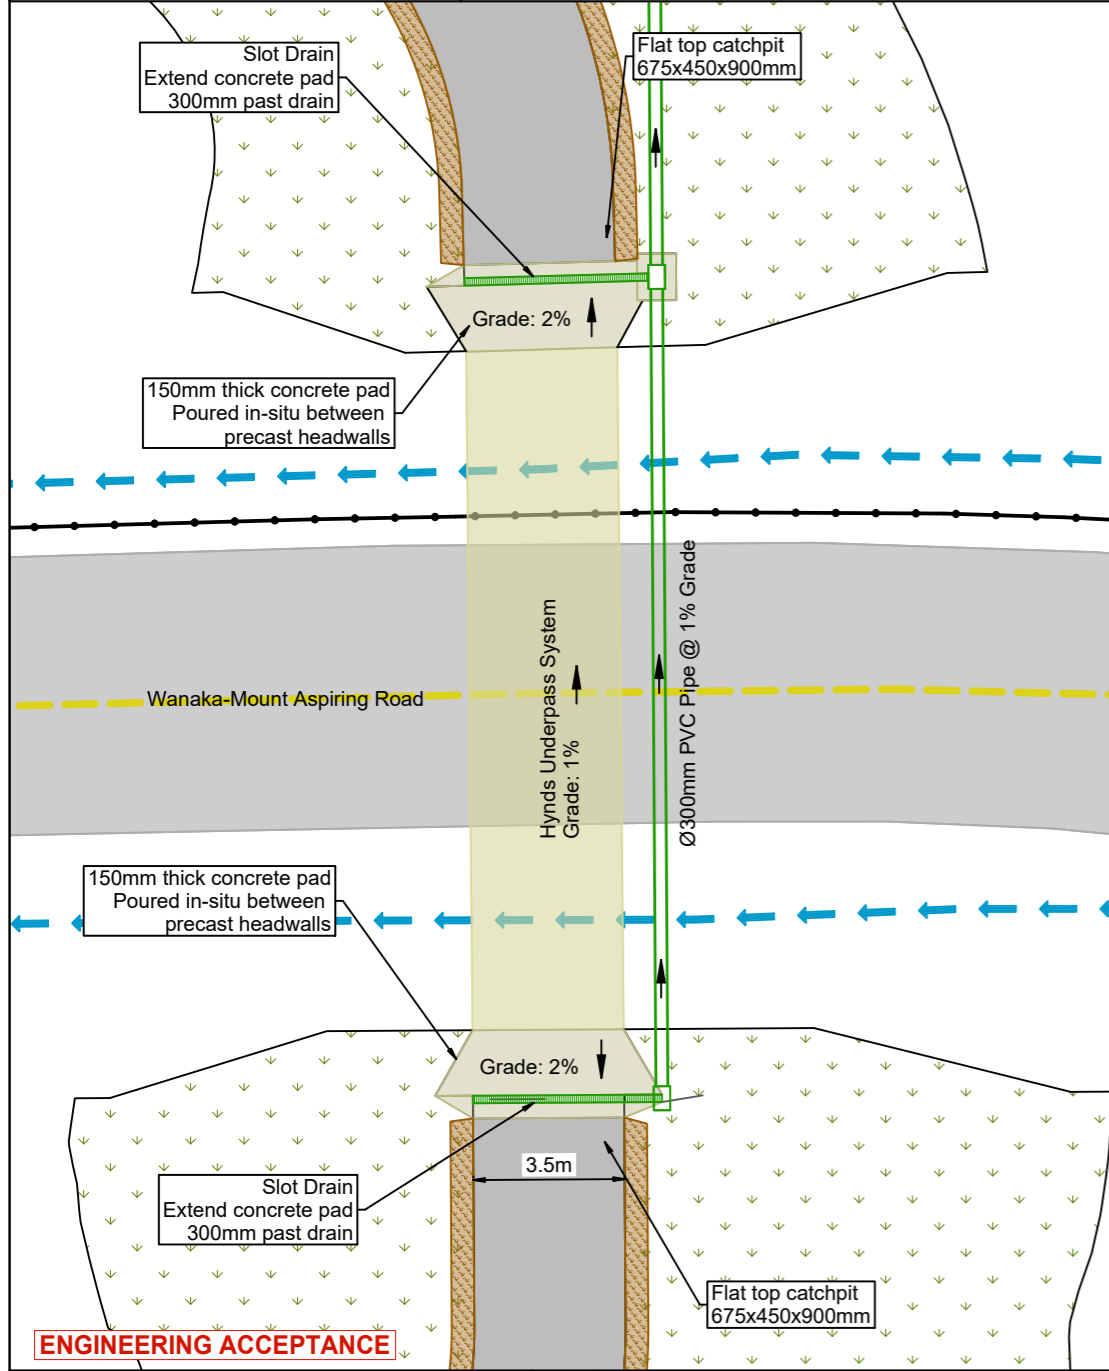 Slot Drain
Extend concrete pad
300mm past drain
Flat top catchpit
675x450x900mm
Grade: 2%
150mm thick concrete pad
Poured in-situ between
precast headwalls
Wanaka-Mount Aspiring Road
Hynds Underpass System
Grade: 1%
Ø300mm PVC Pipe @ 1% Grade
150mm thick concrete pad
Poured in-situ between
precast headwalls
Grade: 2%
3.5m
Slot Drain
Extend concrete pad
300mm past drain
Flat top catchpit
675x450x900mm
ENGINEERING ACCEPTANCE